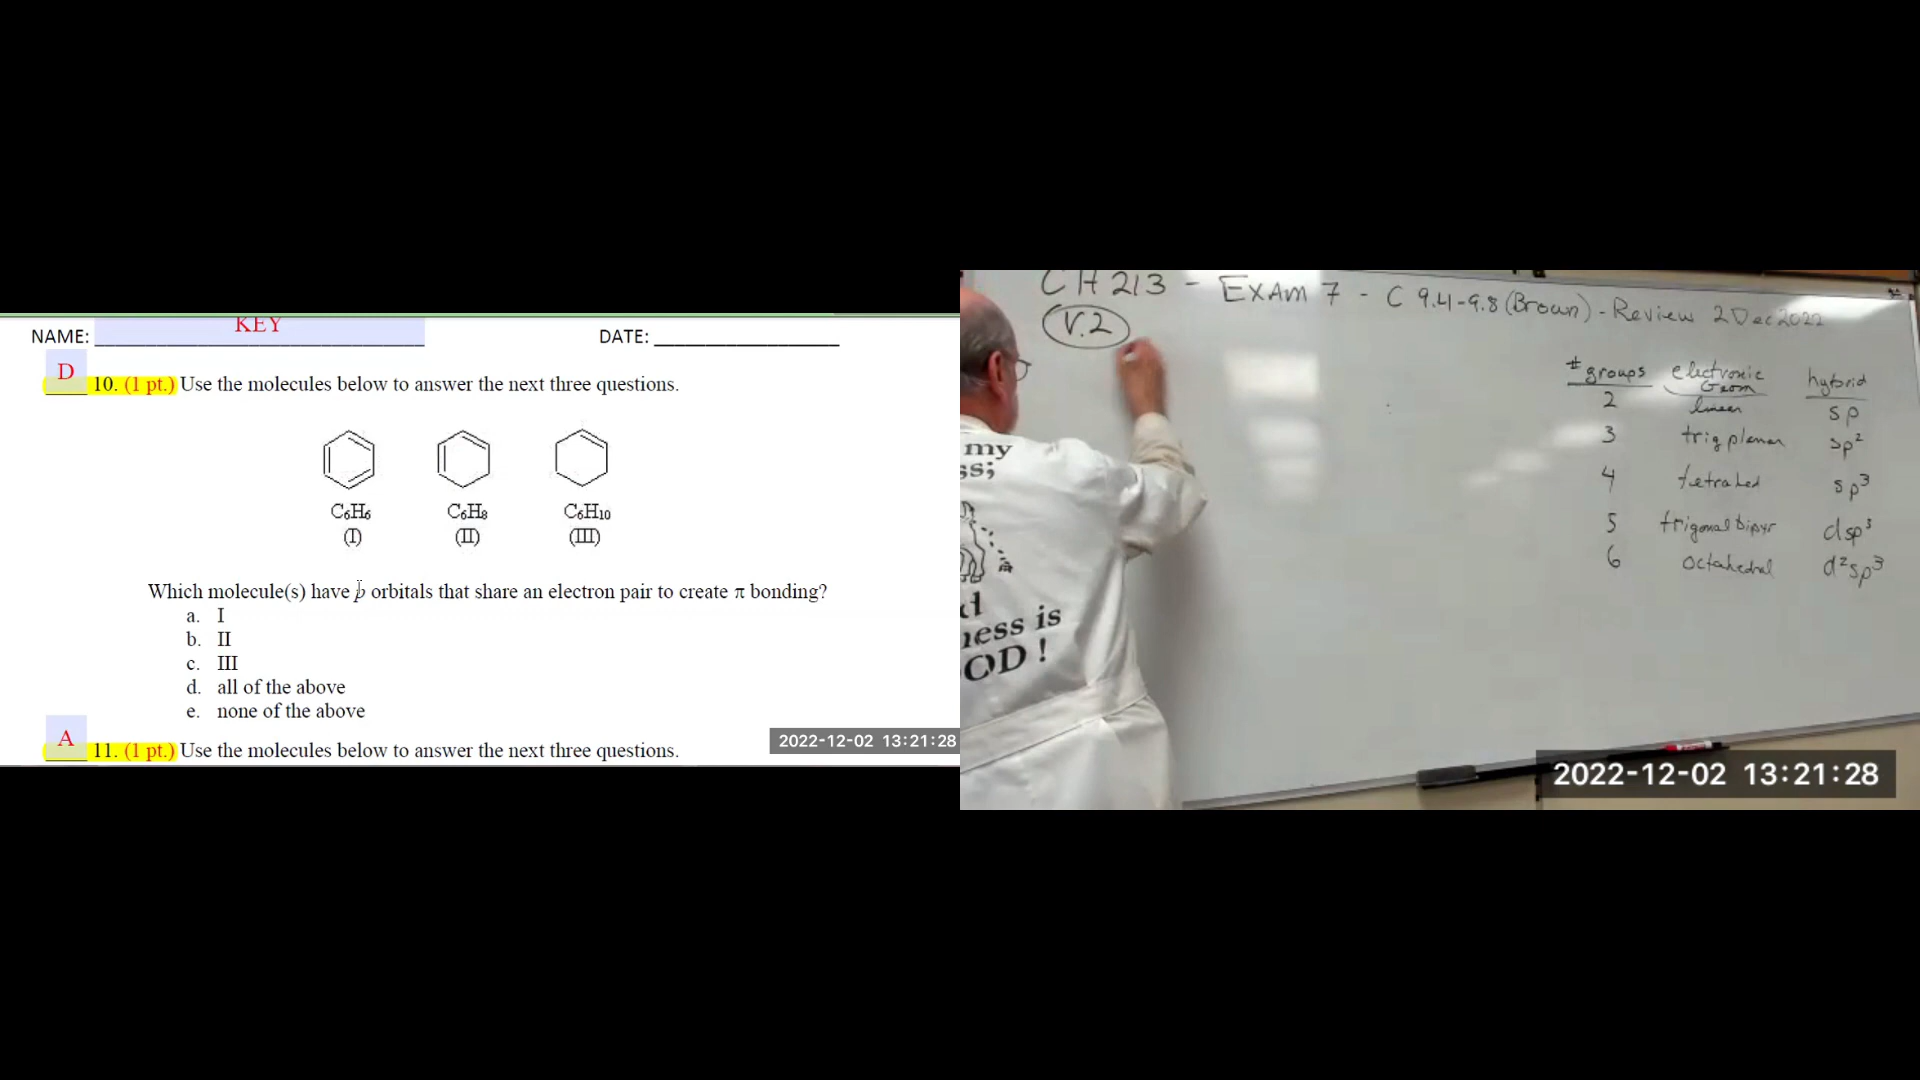 NAME: KEY DATE:
D 10. (1 pt.) Use the molecules below to answer the next three questions.
C₆H₆ C₆H₈ C₆H₁₀
(I) (II) (III)
Which molecule(s) have p orbitals that share an electron pair to create π bonding?
a. I
b. II
c. III
d. all of the above
e. none of the above
A 11. (1 pt.) Use the molecules below to answer the next three questions.
2022-12-02 13:21:28
CH 213 - EXAM 7 - C 9.4-9.8 (Brown) - Review 2 Dec 2022
V.2
# groups electronic Geom hybrid
2 linear sp
3 trig planar sp²
4 tetrahed sp³
5 trigonal bipyr dsp³
6 octahedral d²sp³
my
ss;
d
ness is
OD!
2022-12-02 13:21:28